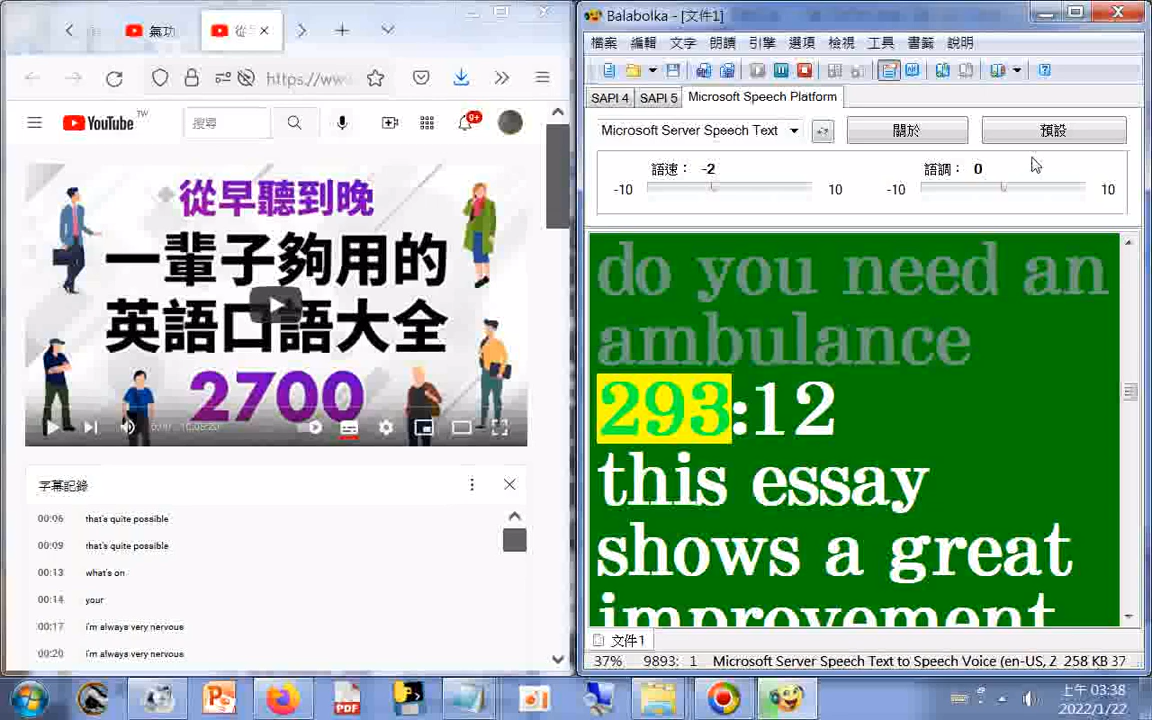 氣功
從
https://www
YouTube TW
搜尋
9+
從早聽到晚
一輩子夠用的
英語口語大全
2700
字幕記錄
00:06 that's quite possible
00:09 that's quite possible
00:13 what's on
00:14 your
00:17 i'm always very nervous
00:20 i'm always very nervous
Balabolka - [文件1]
檔案 編輯 文字 朗讀 引擎 選項 檢視 工具 書籤 說明
SAPI 4 SAPI 5 Microsoft Speech Platform
Microsoft Server Speech Text 關於 預設
語速： -2 語調： 0
-10 10 -10 10
do you need an
ambulance
293:12
this essay
shows a great
improvement
文件1
37% 9893: 1 Microsoft Server Speech Text to Speech Voice (en-US, Z 258 KB 37
PDF
上午 03:38
2022/1/22